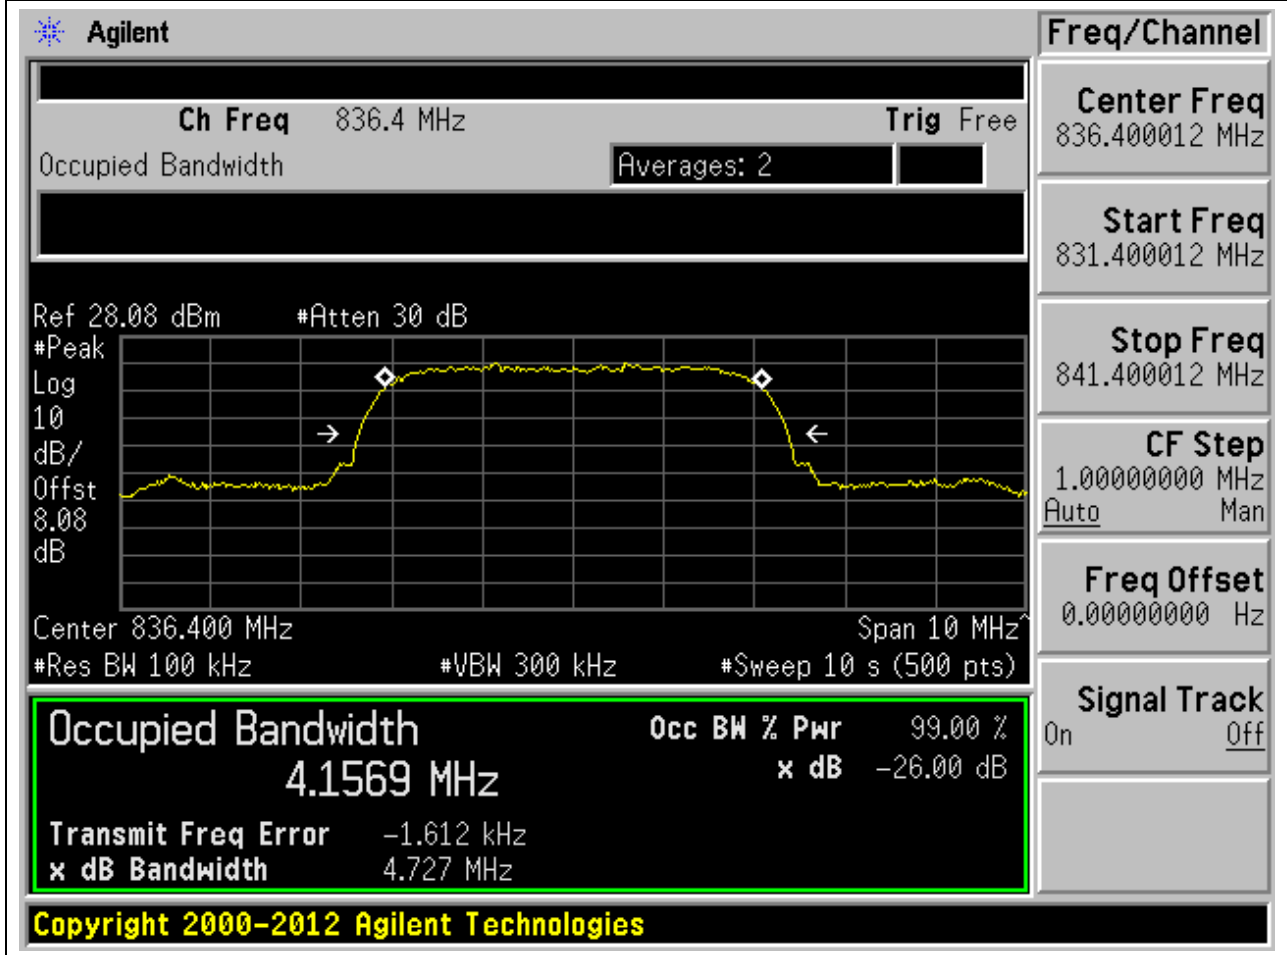 Agilent
Freq/Channel
Ch Freq 836.4 MHz Trig Free
Occupied Bandwidth Averages: 2
Center Freq
836.400012 MHz
Start Freq
831.400012 MHz
Stop Freq
841.400012 MHz
CF Step
1.00000000 MHz
Auto Man
Freq Offset
0.00000000 Hz
Signal Track
On Off
Ref 28.08 dBm #Atten 30 dB
#Peak
Log
10
dB/
Offst
8.08
dB
Center 836.400 MHz Span 10 MHz^
#Res BW 100 kHz #VBW 300 kHz #Sweep 10 s (500 pts)
Occupied Bandwidth Occ BW % Pwr 99.00 %
4.1569 MHz x dB -26.00 dB
Transmit Freq Error -1.612 kHz
x dB Bandwidth 4.727 MHz
Copyright 2000-2012 Agilent Technologies